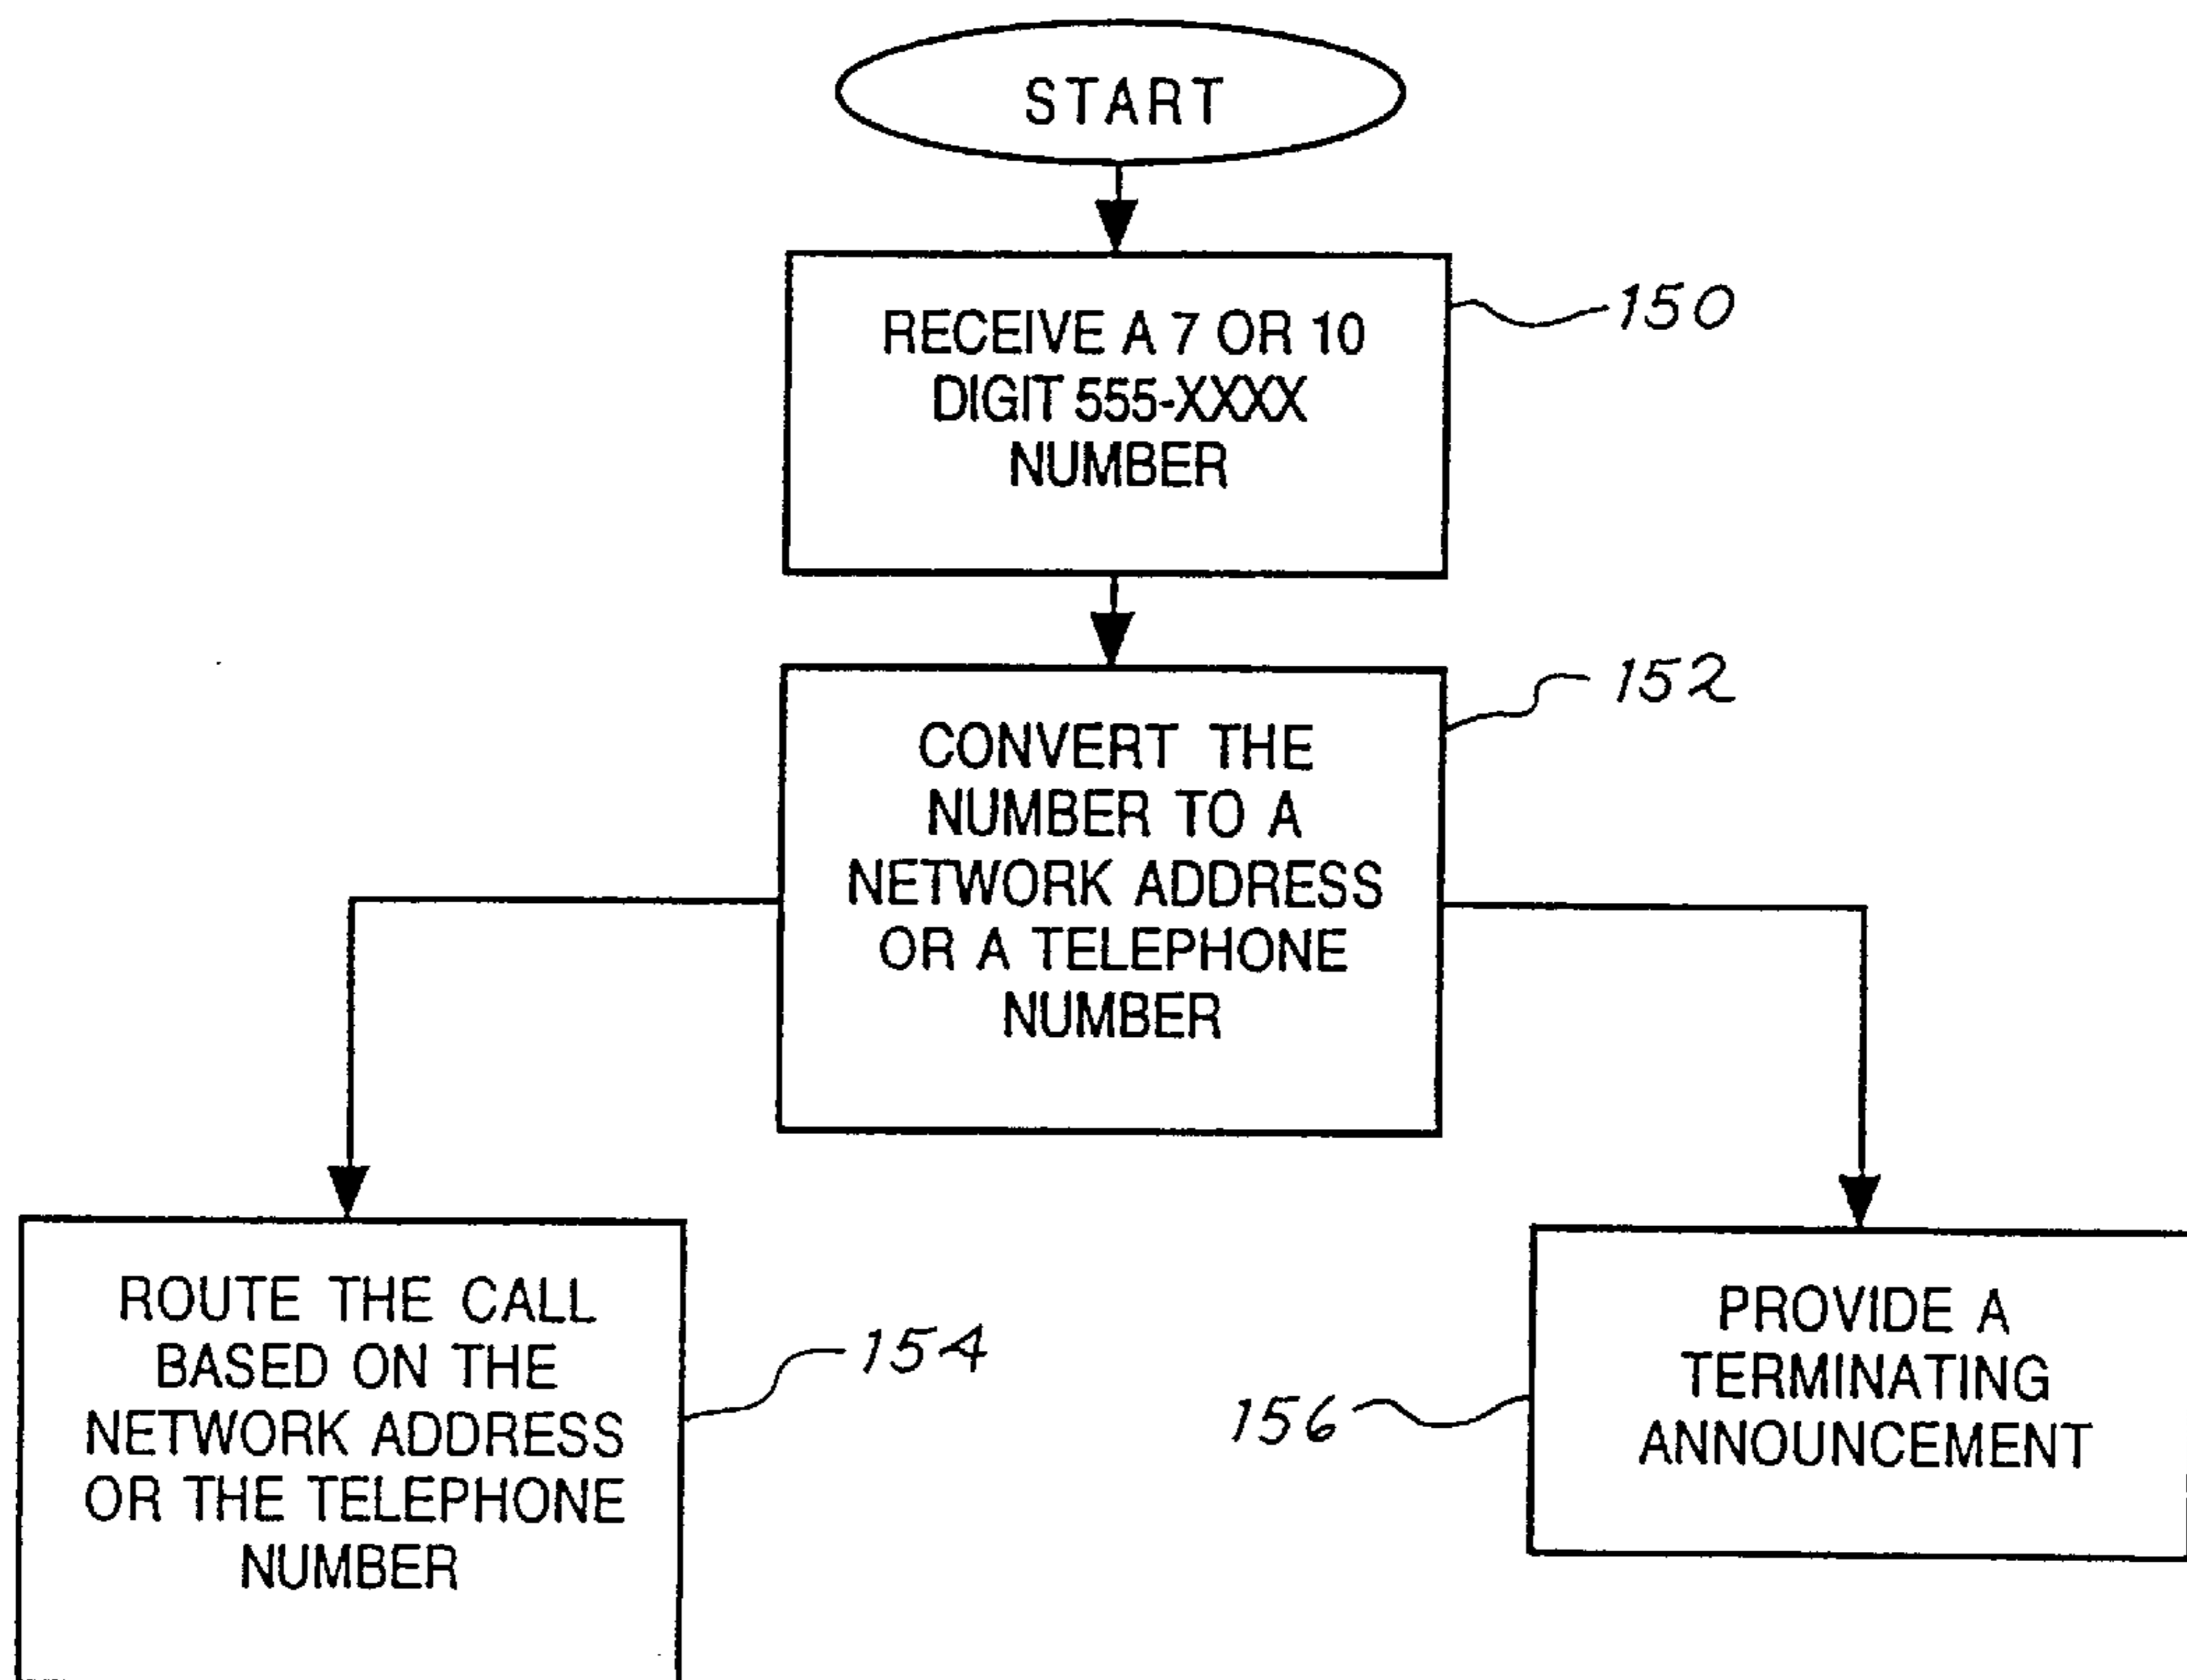 START
RECEIVE A 7 OR 10
DIGIT 555-XXXX
NUMBER
150
CONVERT THE
NUMBER TO A
NETWORK ADDRESS
OR A TELEPHONE
NUMBER
152
ROUTE THE CALL
BASED ON THE
NETWORK ADDRESS
OR THE TELEPHONE
NUMBER
154
156
PROVIDE A
TERMINATING
ANNOUNCEMENT